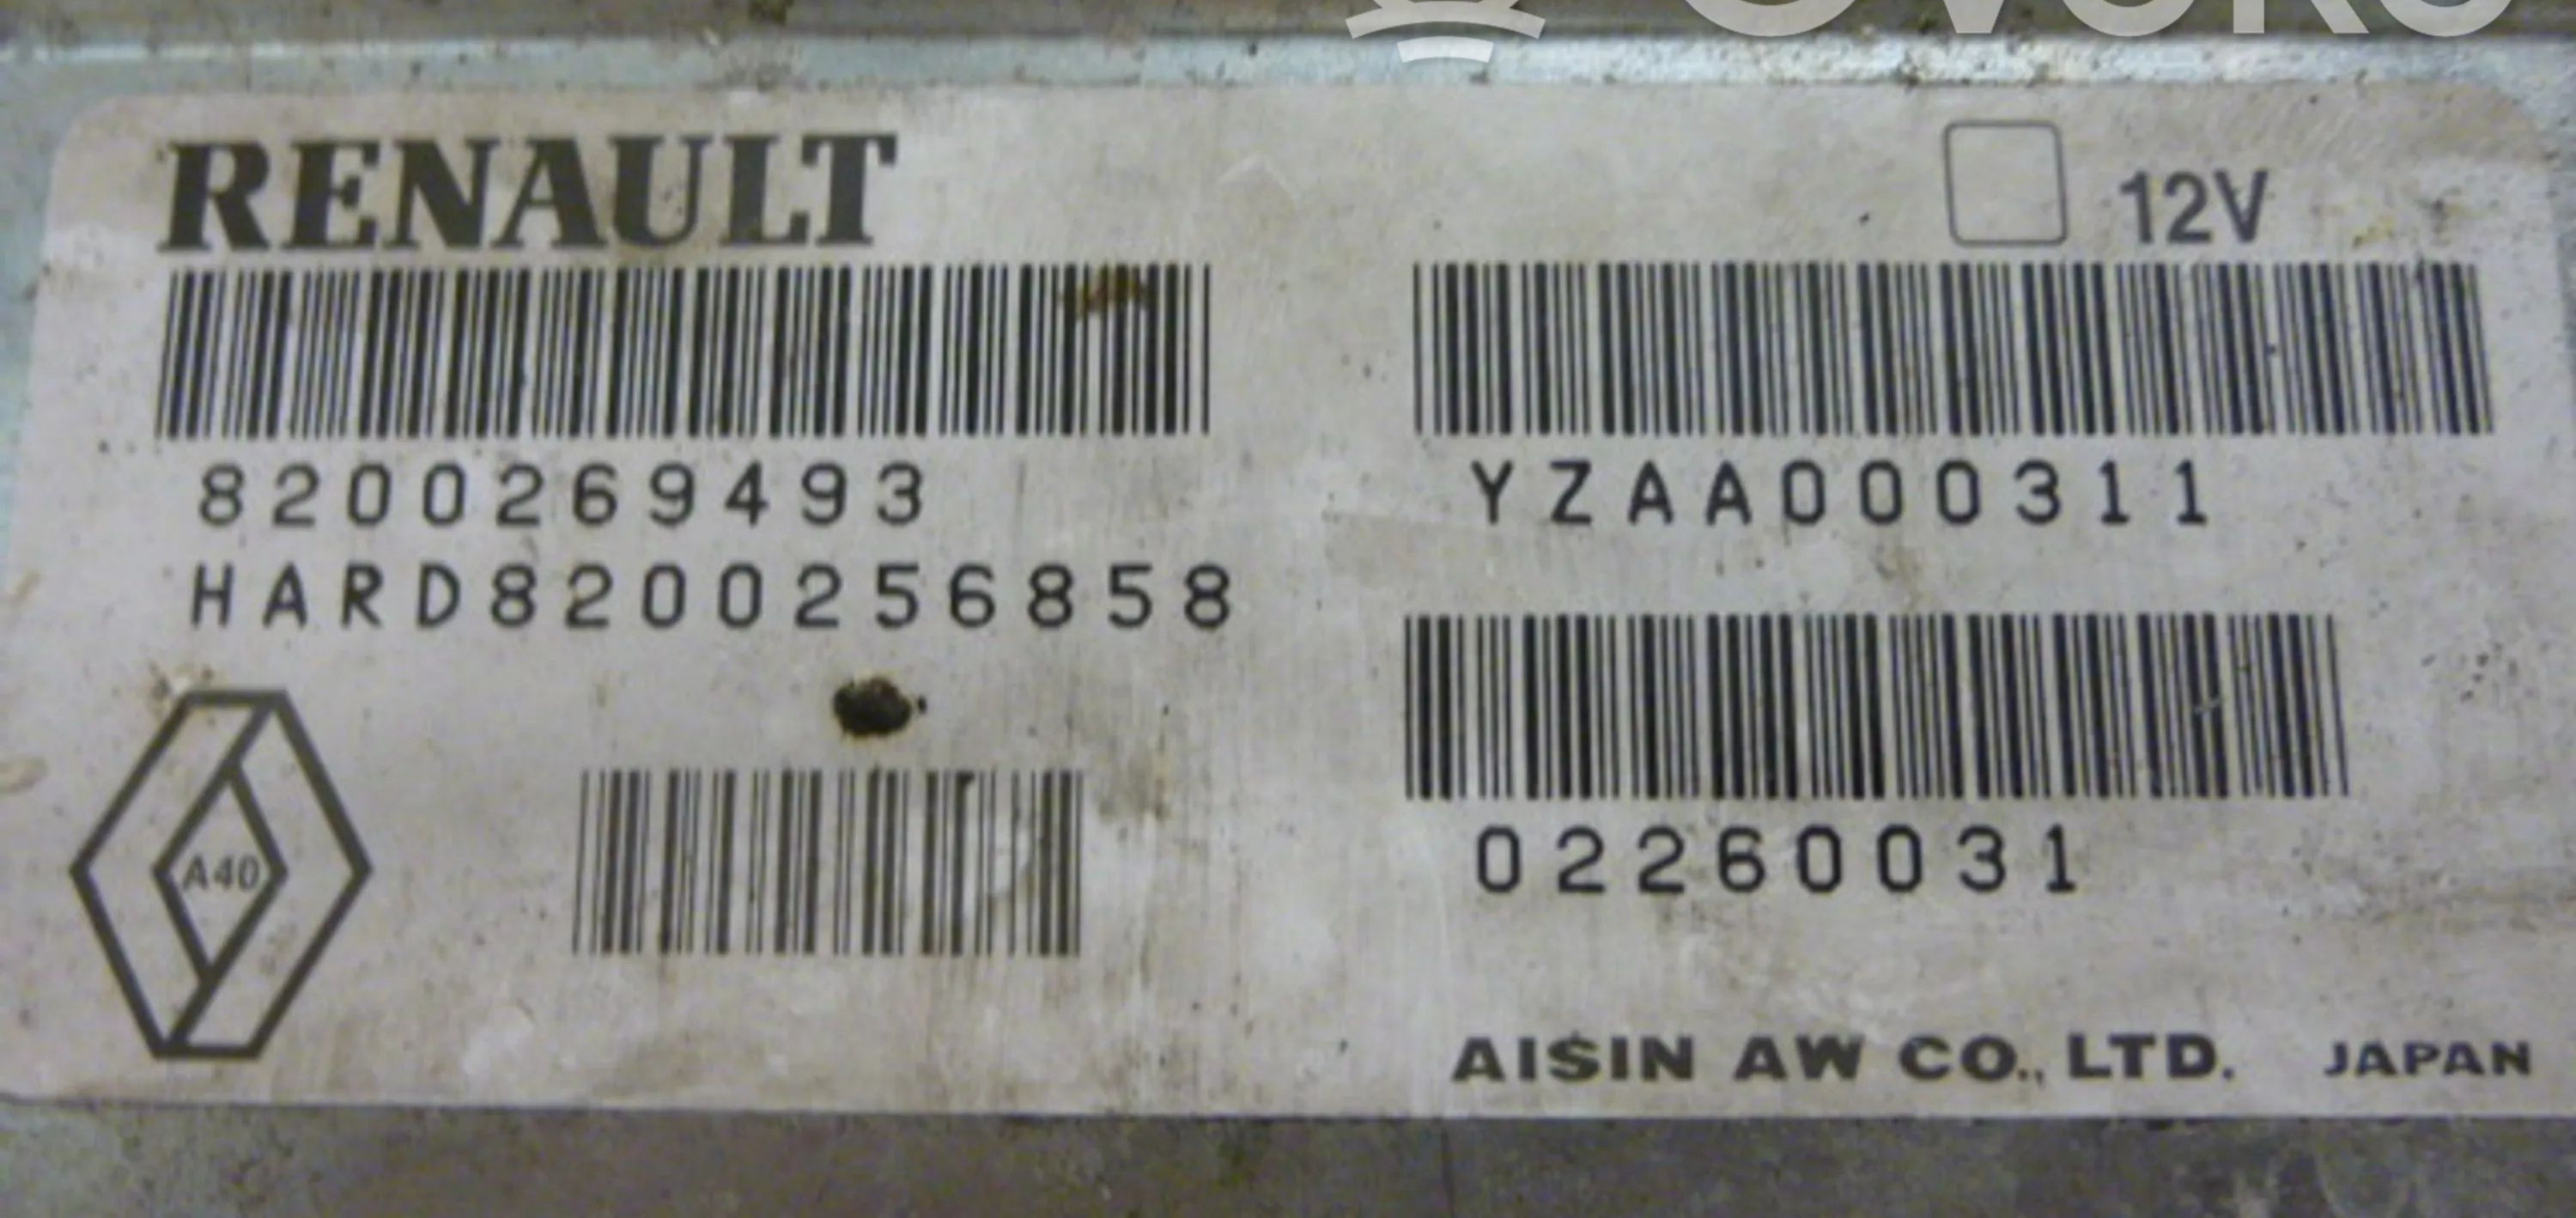 RENAULT
12V
8200269493
HARD8200256858
YZAA000311
A40
02260031
AISIN AW CO., LTD. JAPAN